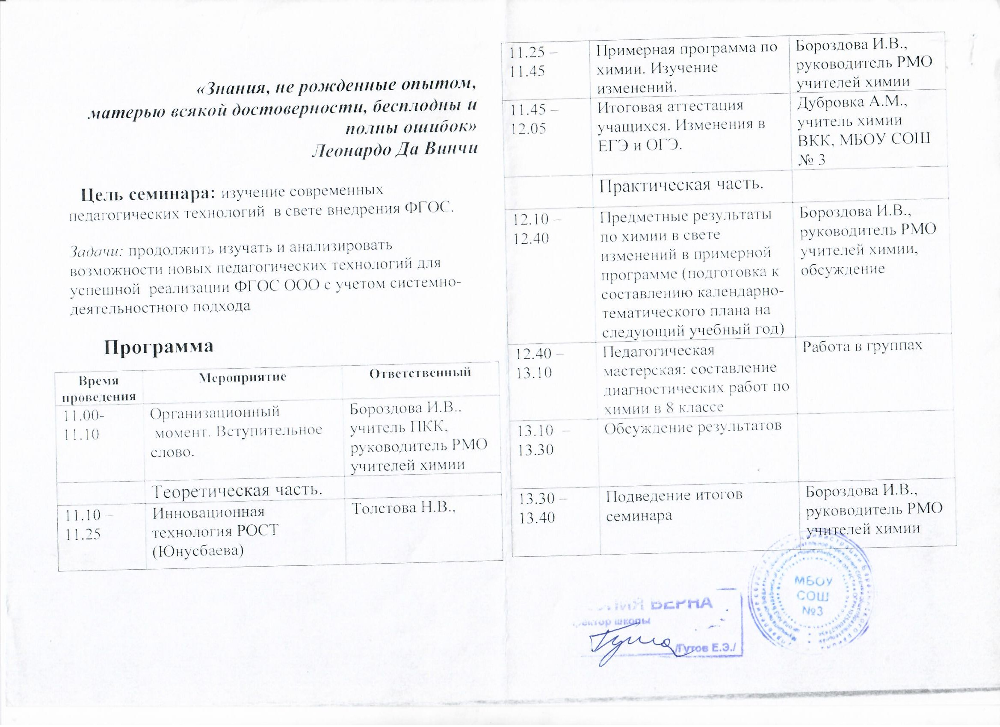 «Знания, не рожденные опытом,
матерью всякой достоверности, бесплодны и
полны ошибок»
Леонардо Да Винчи
Цель семинара: изучение современных
педагогических технологий в свете внедрения ФГОС.
Задачи: продолжить изучать и анализировать
возможности новых педагогических технологий для
успешной реализации ФГОС ООО с учетом системно-
деятельностного подхода
Программа
Время
проведения
Мероприятие
Ответственный
11.00-
11.10
Организационный
момент. Вступительное
слово.
Бороздова И.В.,
учитель ПКК,
руководитель РМО
учителей химии
Теоретическая часть.
11.10 –
11.25
Инновационная
технология РОСТ
(Юнусбаева)
Толстова Н.В.,
11.25 –
11.45
Примерная программа по
химии. Изучение
изменений.
Бороздова И.В.,
руководитель РМО
учителей химии
11.45 –
12.05
Итоговая аттестация
учащихся. Изменения в
ЕГЭ и ОГЭ.
Дубровка А.М.,
учитель химии
ВКК, МБОУ СОШ
№ 3
Практическая часть.
12.10 –
12.40
Предметные результаты
по химии в свете
изменений в примерной
программе (подготовка к
составлению календарно-
тематического плана на
следующий учебный год)
Бороздова И.В.,
руководитель РМО
учителей химии,
обсуждение
12.40 –
13.10
Педагогическая
мастерская: составление
диагностических работ по
химии в 8 классе
Работа в группах
13.10 –
13.30
Обсуждение результатов
13.30 –
13.40
Подведение итогов
семинара
Бороздова И.В.,
руководитель РМО
учителей химии
МБОУ
СОШ
№3
ВЕРНА
школы
/Гутов Е.Э./